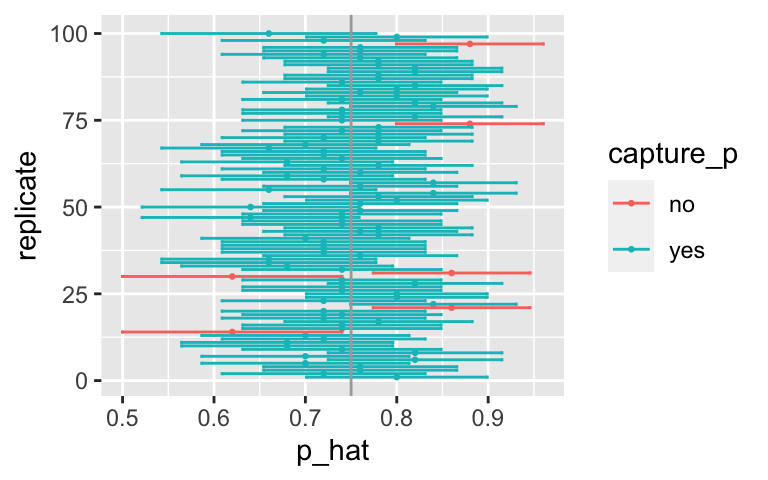 100
75
50
25
0
replicate
0.5 0.6 0.7 0.8 0.9
p_hat
capture_p
no
yes